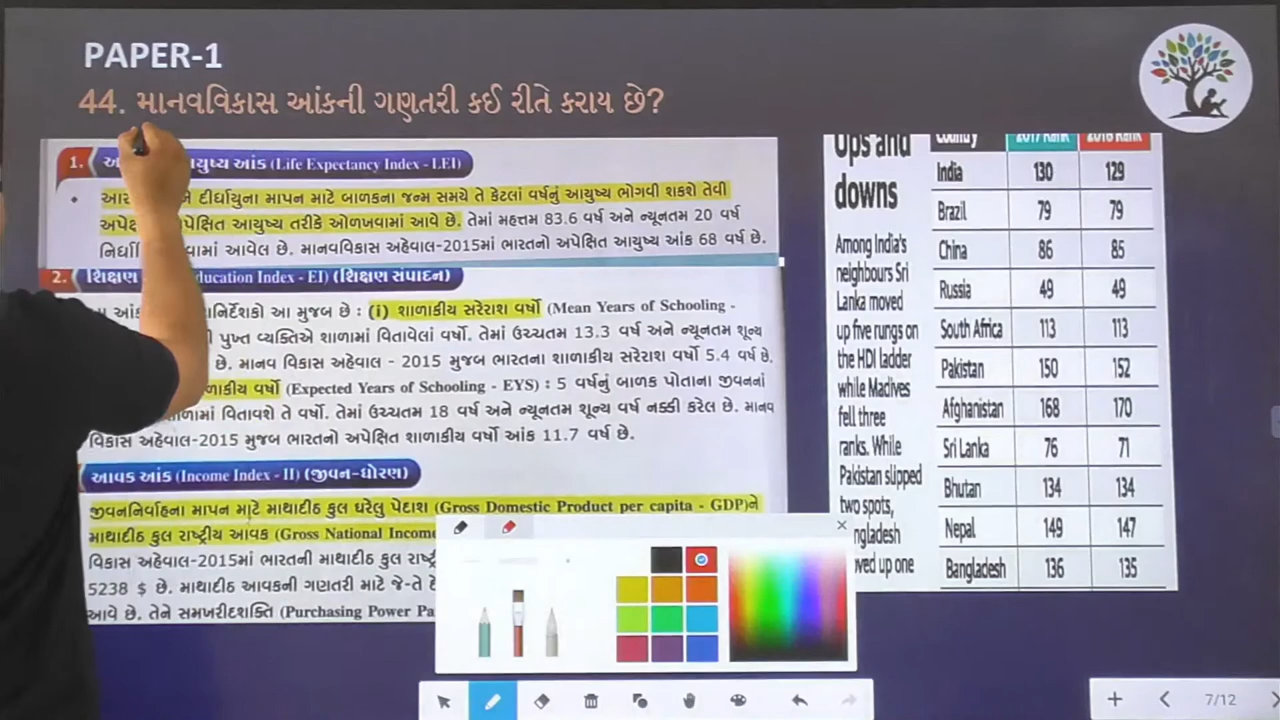 PAPER-1
44. માનવવિકાસ આંકની ગણતરી કઈ રીતે કરાય છે?
1. આંક (Life Expectancy Index - LEI)
• દીર્ઘાયુના માપન માટે બાળકના જન્મ સમયે તે કેટલાં વર્ષનું આયુષ્ય ભોગવી શકશે તેવી
આયુષ્ય તરીકે ઓળખવામાં આવે છે. તેમાં મહત્તમ 83.6 વર્ષ અને ન્યૂનતમ 20 વર્ષ
આવેલ છે. માનવવિકાસ અહેવાલ-2015માં ભારતનો અપેક્ષિત આયુષ્ય આંક 68 વર્ષ છે.
2. શિક્ષણ Index - EI) (શિક્ષણ સંપાદન)
આ મુજબ છે : (i) શાળાકીય સરેરાશ વર્ષો (Mean Years of Schooling -
પુખ્ત વ્યક્તિએ શાળામાં વિતાવેલાં વર્ષો. તેમાં ઉચ્ચતમ 13.3 વર્ષ અને ન્યૂનતમ શૂન્ય
છે. માનવ વિકાસ અહેવાલ - 2015 મુજબ ભારતના શાળાકીય સરેરાશ વર્ષો 5.4 વર્ષ છે.
વર્ષો (Expected Years of Schooling - EYS) : 5 વર્ષનું બાળક પોતાના જીવનનાં
વિતાવશે તે વર્ષો. તેમાં ઉચ્ચતમ 18 વર્ષ અને ન્યૂનતમ શૂન્ય વર્ષ નક્કી કરેલ છે. માનવ
વિકાસ અહેવાલ-2015 મુજબ ભારતનો અપેક્ષિત શાળાકીય વર્ષો આંક 11.7 વર્ષ છે.
આવક આંક (Income Index - II) (જીવન-ધોરણ)
જીવનનિર્વાહના માપન માટે માથાદીઠ કુલ ઘરેલુ પેદાશ (Gross Domestic Product per capita - GDP)ને
માથાદીઠ કુલ રાષ્ટ્રીય આવક (Gross National Income
વિકાસ અહેવાલ-2015માં ભારતની માથાદીઠ કુલ
5238 $ છે. માથાદીઠ આવકની ગણતરી માટે જે-તે
આવે છે. તેને સમખરીદશક્તિ (Purchasing Power
Ups and
downs
Among India's
neighbours Sri
Lanka moved
up five rungs on
the HDI ladder
while Madives
fell three
ranks. While
Pakistan slipped
two spots,
up one
Country 2017 Rank 2016 Rank
India 130 129
Brazil 79 79
China 86 85
Russia 49 49
South Africa 113 113
Pakistan 150 152
Afghanistan 168 170
Sri Lanka 76 71
Bhutan 134 134
Nepal 149 147
Bangladesh 136 135
7/12